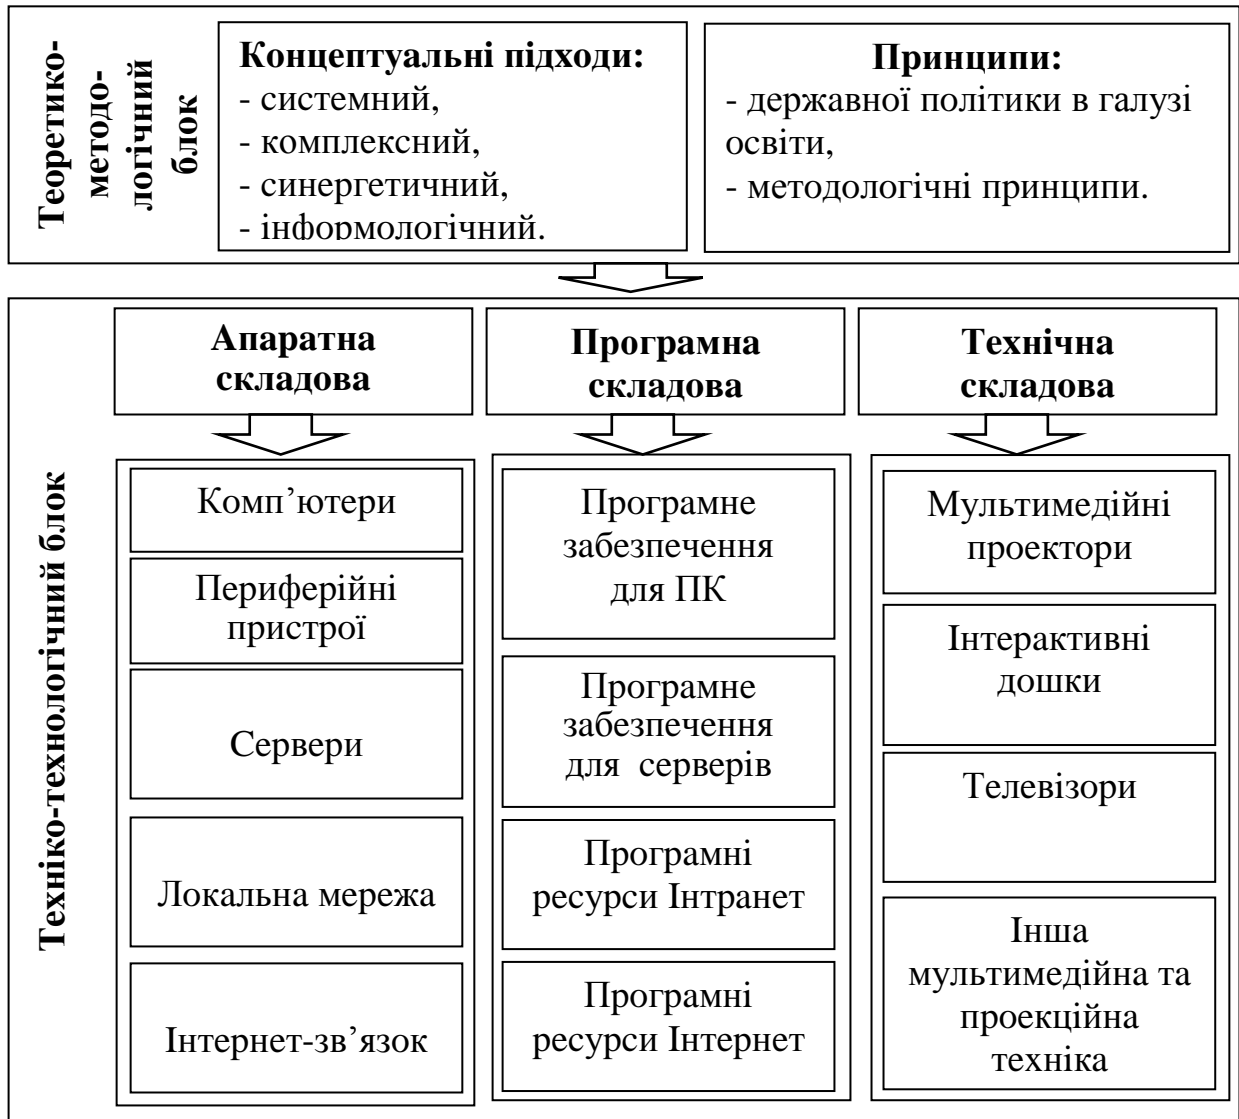 Теоретико-
методо-
логічний
блок
Концептуальні підходи:
- системний,
- комплексний,
- синергетичний,
- інформологічний.
Принципи:
- державної політики в галузі
освіти,
- методологічні принципи.
Техніко-технологічний блок
Апаратна
складова
Комп’ютери
Периферійні
пристрої
Сервери
Локальна мережа
Інтернет-зв’язок
Програмна
складова
Програмне
забезпечення
для ПК
Програмне
забезпечення
для серверів
Програмні
ресурси Інтранет
Програмні
ресурси Інтернет
Технічна
складова
Мультимедійні
проектори
Інтерактивні
дошки
Телевізори
Інша
мультимедійна та
проекційна
техніка